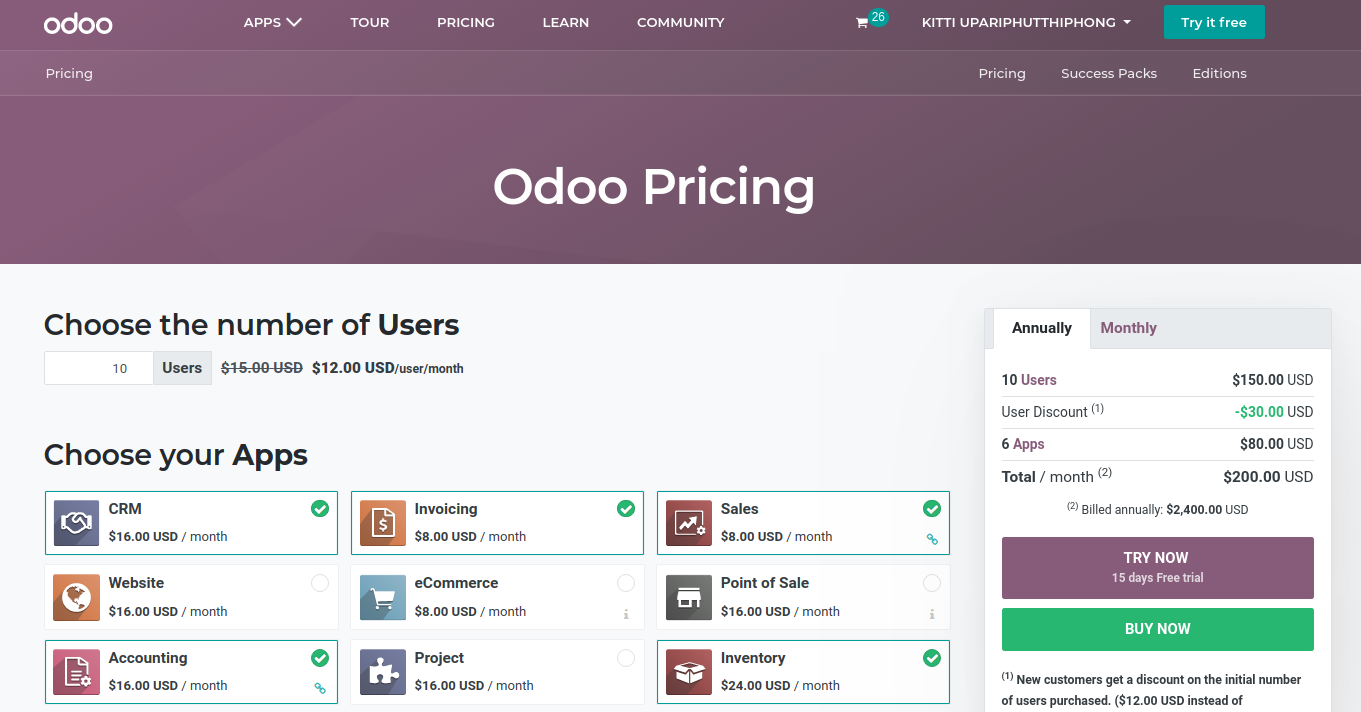 odoo
APPS
TOUR
PRICING
LEARN
COMMUNITY
26
KITTI UPARIPHUTTHIPHONG
Try it free
Pricing
Pricing
Success Packs
Editions
Odoo Pricing
Choose the number of Users
10
Users
$15.00 USD $12.00 USD/user/month
Choose your Apps
CRM
$16.00 USD / month
Invoicing
$8.00 USD / month
Sales
$8.00 USD / month
Website
$16.00 USD / month
eCommerce
$8.00 USD / month
Point of Sale
$16.00 USD / month
Accounting
$16.00 USD / month
Project
$16.00 USD / month
Inventory
$24.00 USD / month
Annually
Monthly
10 Users $150.00 USD
User Discount (1) -$30.00 USD
6 Apps $80.00 USD
Total / month (2) $200.00 USD
(2) Billed annually: $2,400.00 USD
TRY NOW
15 days Free trial
BUY NOW
(1) New customers get a discount on the initial number
of users purchased. ($12.00 USD instead of